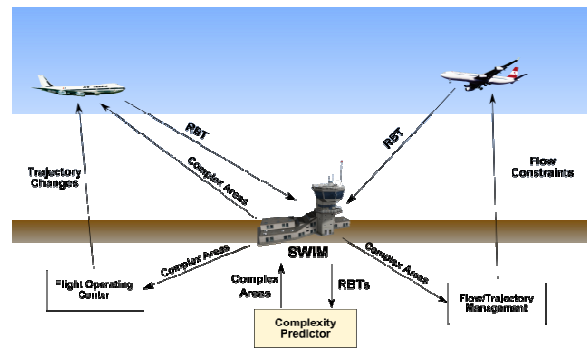 RBT
RBT
Trajectory
Changes
Complex Areas
Flow
Constraints
SWIM
Complex Areas
Complex Areas
Flight Operating
Center
Complex
Areas
RBTs
Flow/Trajectory
Management
Complexity
Predictor